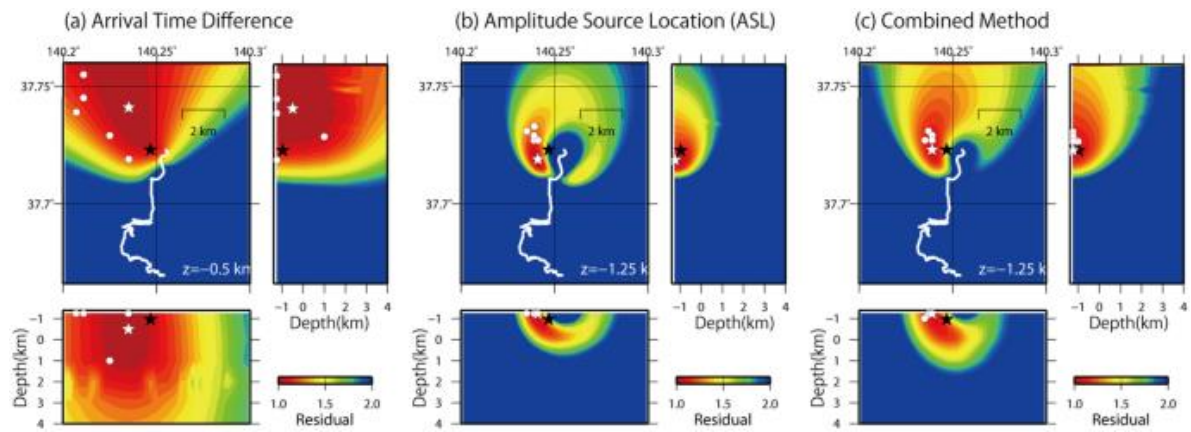 (a) Arrival Time Difference
(b) Amplitude Source Location (ASL)
(c) Combined Method
140.2° 140.25° 140.3°
140.2° 140.25° 140.3°
140.2° 140.25° 140.3°
37.75°
37.7°
2 km
z=−0.5 km
−1 0 1 2 3 4
Depth(km)
37.75°
37.7°
2 km
z=−1.25 k
−1 0 1 2 3 4
Depth(km)
37.75°
37.7°
2 km
z=−1.25 k
−1 0 1 2 3 4
Depth(km)
Depth(km)
−1
0
1
2
3
4
1.0 1.5 2.0
Residual
Depth(km)
−1
0
1
2
3
4
1.0 1.5 2.0
Residual
Depth(km)
−1
0
1
2
3
4
1.0 1.5 2.0
Residual